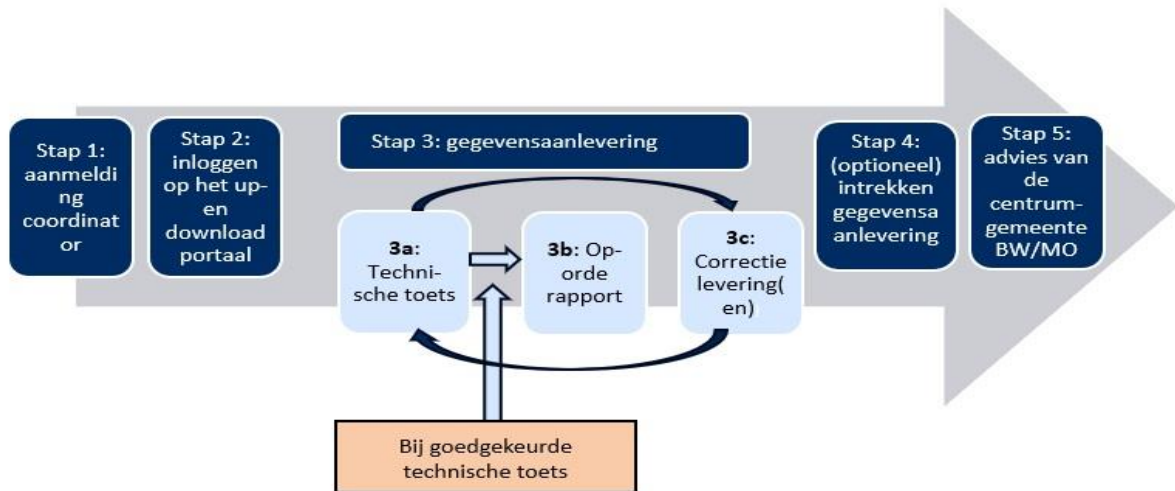 Stap 1:
aanmeldi
ng
coordinat
or
Stap 2:
inloggen
op het up-
en
download
portaal
Stap 3: gegevensaanlevering
3a:
Techni-
sche toets
3b: Op-
orde
rapport
3c:
Correctie
levering(
en)
Stap 4:
(optioneel)
intrekken
gegevensa
anlevering
Stap 5:
advies van
de
centrum-
gemeente
BW/MO
Bij goedgekeurde
technische toets